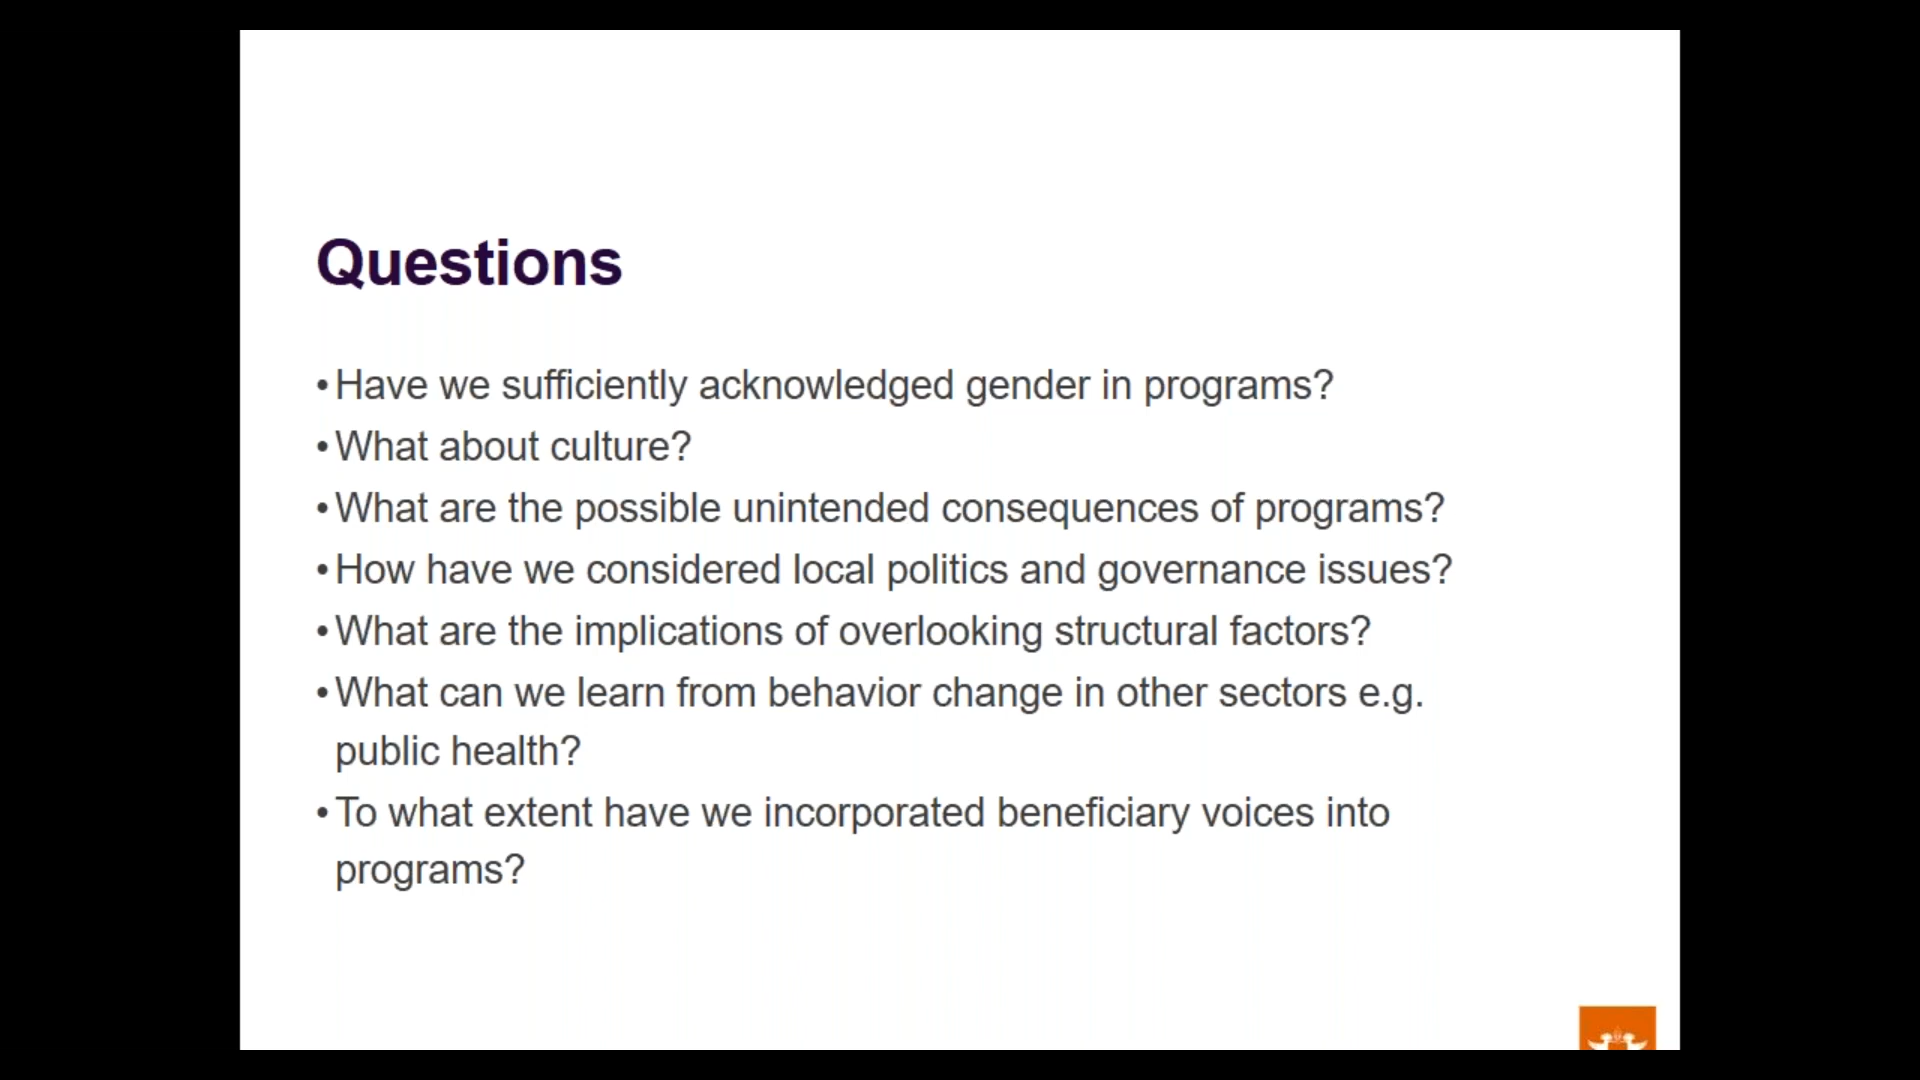 Questions
•Have we sufficiently acknowledged gender in programs?
•What about culture?
•What are the possible unintended consequences of programs?
•How have we considered local politics and governance issues?
•What are the implications of overlooking structural factors?
•What can we learn from behavior change in other sectors e.g.
public health?
•To what extent have we incorporated beneficiary voices into
programs?